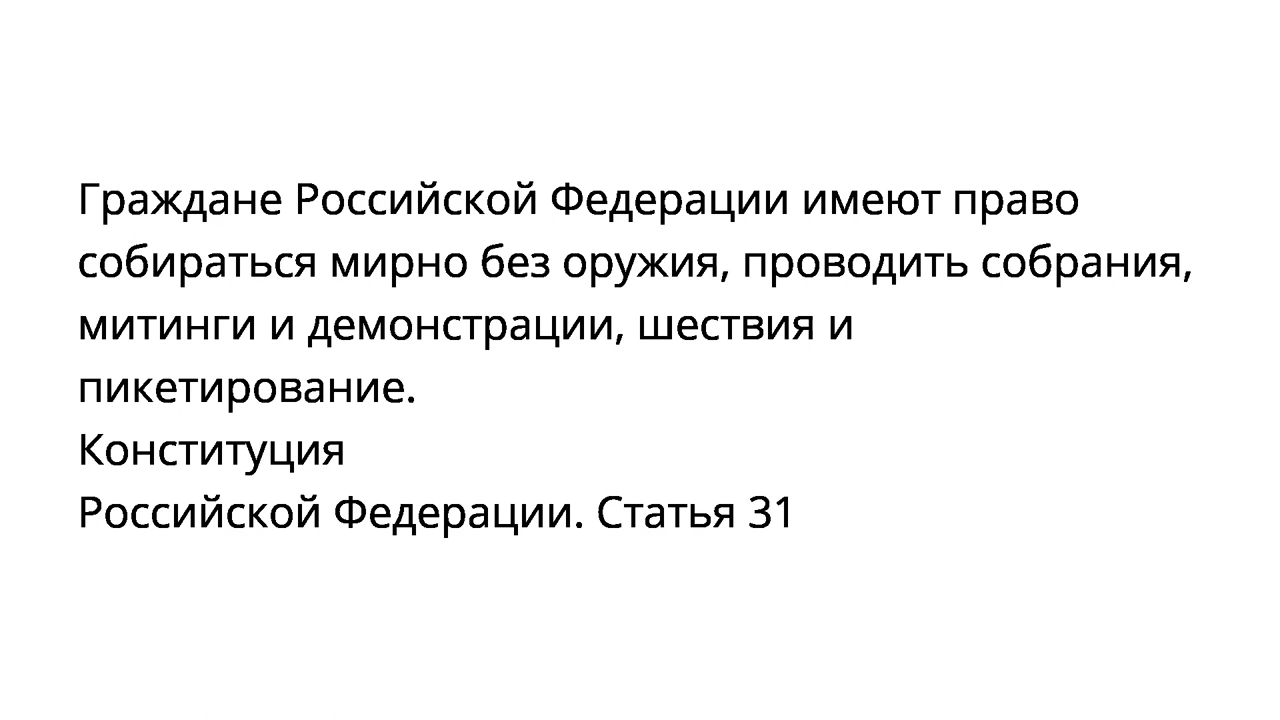 Граждане Российской Федерации имеют право
собираться мирно без оружия, проводить собрания,
митинги и демонстрации, шествия и
пикетирование.
Конституция
Российской Федерации. Статья 31